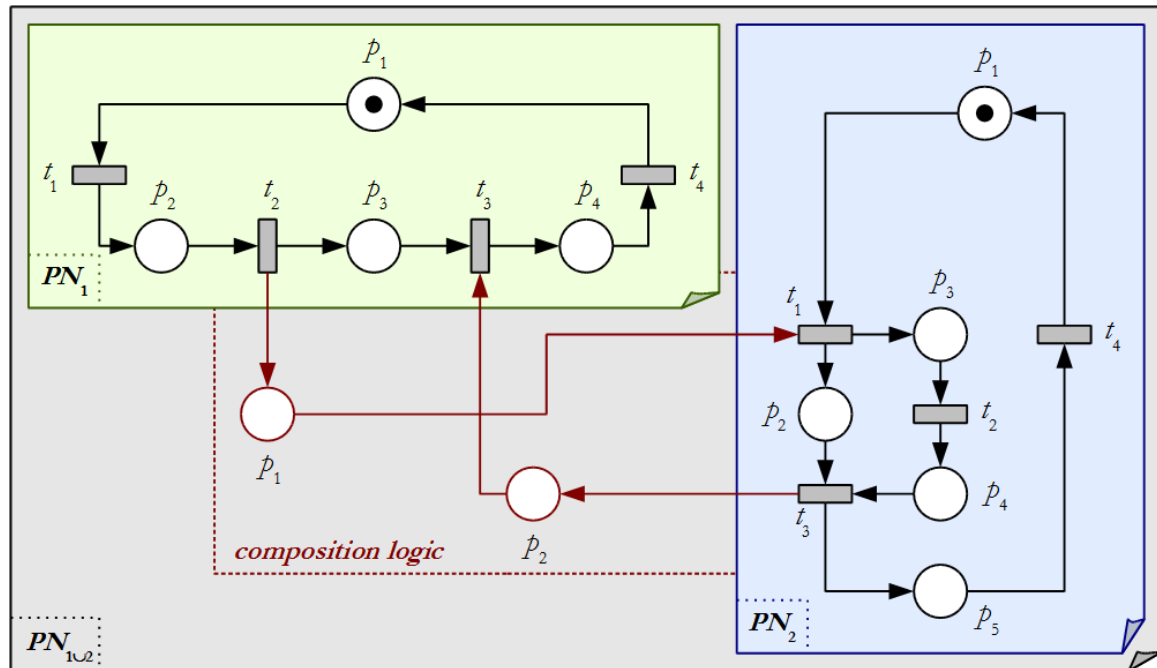 p₁
t₁
p₂
t₂
p₃
t₃
p₄
t₄
PN₁
p₁
t₁
p₃
t₄
p₂
t₂
p₄
t₃
p₅
PN₂
p₁
p₂
composition logic
PN₁∪₂